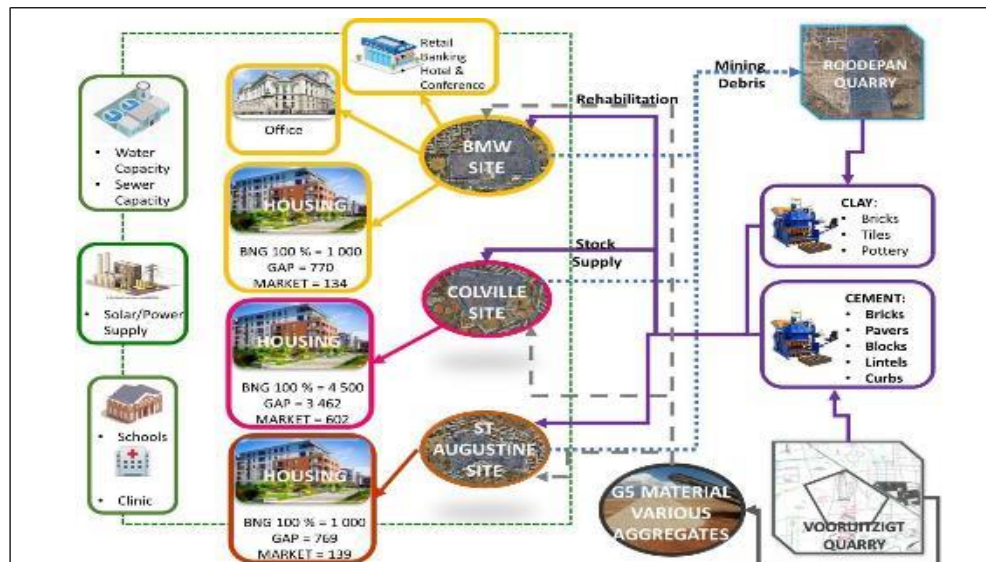 Retail
Banking
Hotel &
Conference
Office
HOUSING
BNG 100 % = 1 000
GAP = 770
MARKET = 134
HOUSING
BNG 100 % = 4 500
GAP = 3 462
MARKET = 602
HOUSING
BNG 100 % = 1 000
GAP = 769
MARKET = 139
• Water
Capacity
• Sewer
Capacity
• Solar/Power
Supply
• Schools
• Clinic
BMW
SITE
COLVILLE
SITE
ST
AUGUSTINE
SITE
Rehabilitation
Stock
Supply
Mining
Debris
ROODEPAN
QUARRY
CLAY:
• Bricks
• Tiles
• Pottery
CEMENT:
• Bricks
• Pavers
• Blocks
• Lintels
• Curbs
G5 MATERIAL
VARIOUS
AGGREGATES
VOORUITZIGT
QUARRY